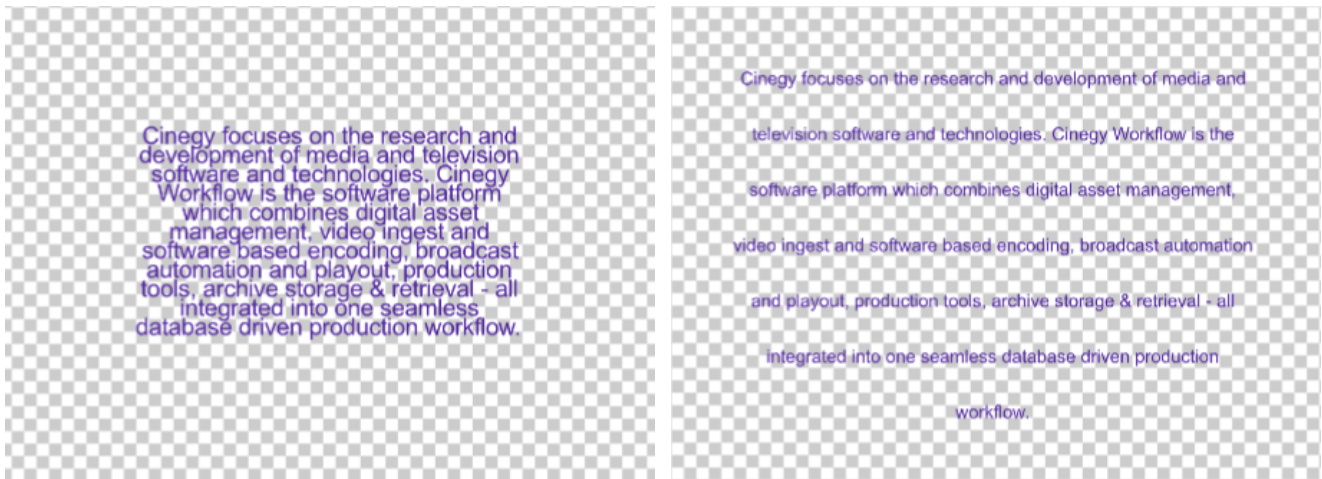 Cinegy focuses on the research and
development of media and television
software and technologies. Cinegy
Workflow is the software platform
which combines digital asset
management, video ingest and
software based encoding, broadcast
automation and playout, production
tools, archive storage & retrieval - all
integrated into one seamless
database driven production workflow.
Cinegy focuses on the research and development of media and
television software and technologies. Cinegy Workflow is the
software platform which combines digital asset management,
video ingest and software based encoding, broadcast automation
and playout, production tools, archive storage & retrieval - all
integrated into one seamless database driven production
workflow.